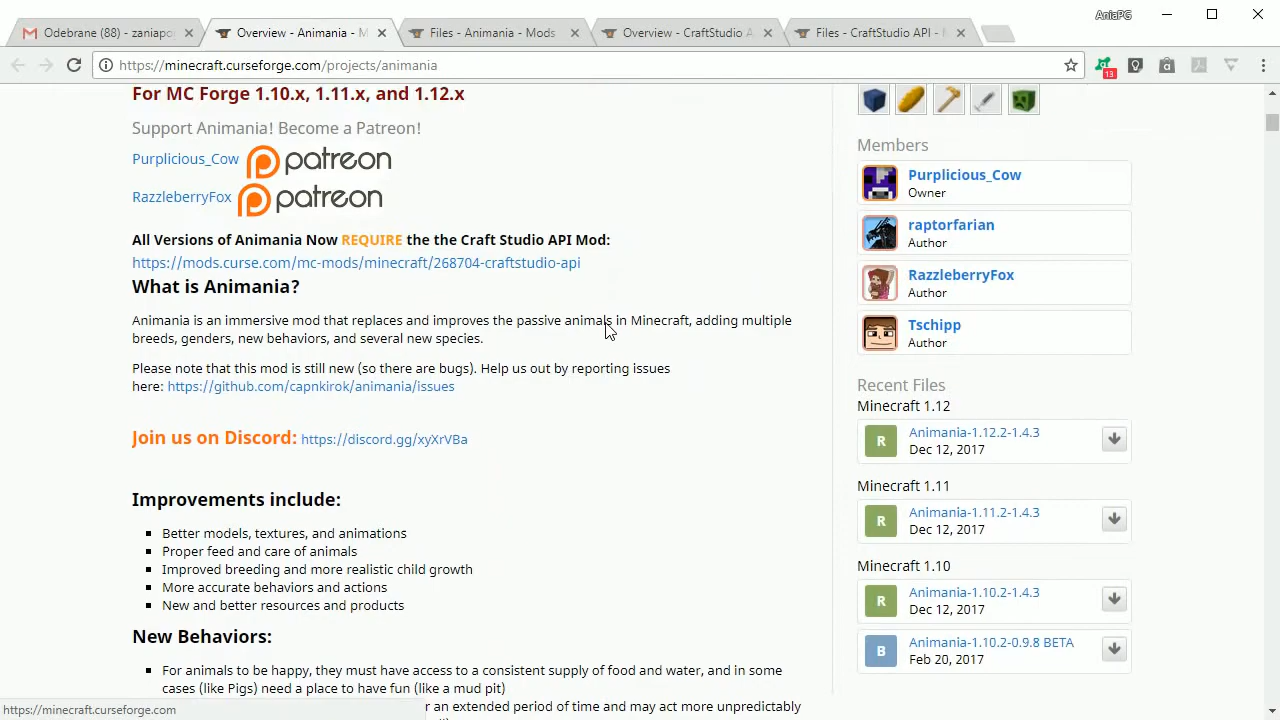 AniaPG
Odebrane (88) - zaniapo
Overview - Animania - M
Files - Animania - Mods
Overview - CraftStudio A
Files - CraftStudio API - M
https://minecraft.curseforge.com/projects/animania
13
For MC Forge 1.10.x, 1.11.x, and 1.12.x
Support Animania! Become a Patreon!
Purplicious_Cow patreon
RazzleberryFox patreon
All Versions of Animania Now REQUIRE the the Craft Studio API Mod:
https://mods.curse.com/mc-mods/minecraft/268704-craftstudio-api
What is Animania?
Animania is an immersive mod that replaces and improves the passive animals in Minecraft, adding multiple
breeds, genders, new behaviors, and several new species.
Please note that this mod is still new (so there are bugs). Help us out by reporting issues
here: https://github.com/capnkirok/animania/issues
Join us on Discord: https://discord.gg/xyXrVBa
Improvements include:
Better models, textures, and animations
Proper feed and care of animals
Improved breeding and more realistic child growth
More accurate behaviors and actions
New and better resources and products
New Behaviors:
For animals to be happy, they must have access to a consistent supply of food and water, and in some
cases (like Pigs) need a place to have fun (like a mud pit)
r an extended period of time and may act more unpredictably
https://minecraft.curseforge.com
Members
Purplicious_Cow
Owner
raptorfarian
Author
RazzleberryFox
Author
Tschipp
Author
Recent Files
Minecraft 1.12
R
Animania-1.12.2-1.4.3
Dec 12, 2017
Minecraft 1.11
R
Animania-1.11.2-1.4.3
Dec 12, 2017
Minecraft 1.10
R
Animania-1.10.2-1.4.3
Dec 12, 2017
B
Animania-1.10.2-0.9.8 BETA
Feb 20, 2017